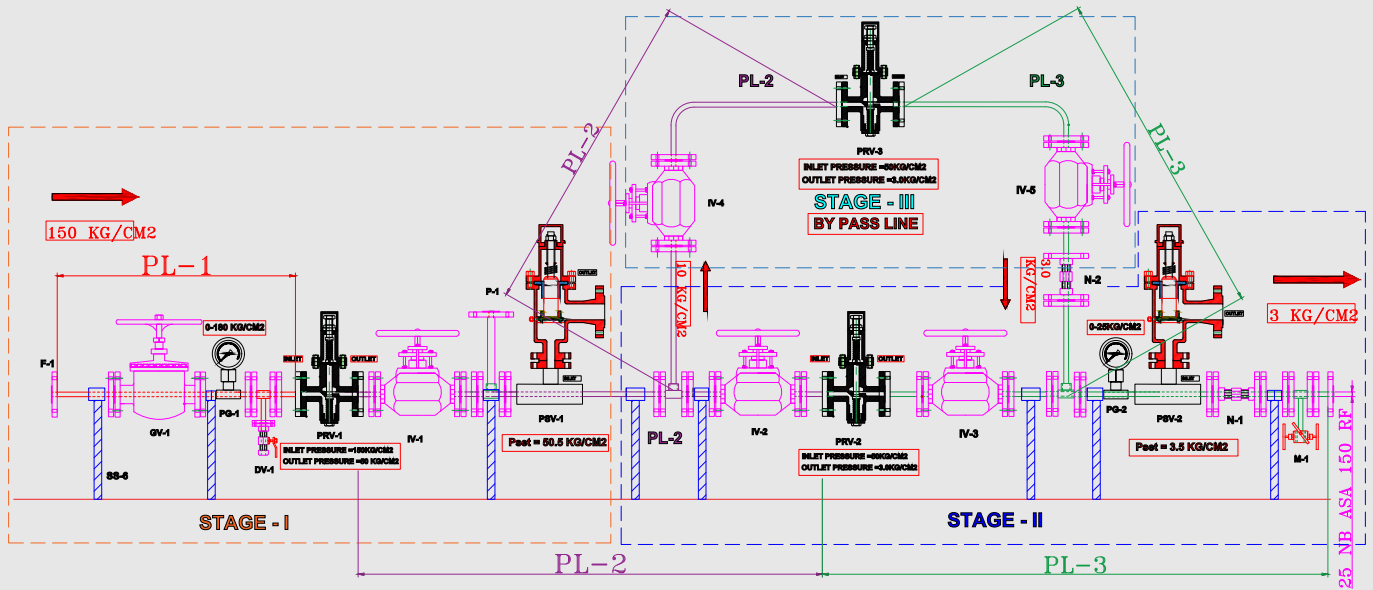 PL-2
PL-3
PL-2
PL-3
PRV-3
INLET PRESSURE =50KG/CM2
OUTLET PRESSURE =3.0KG/CM2
STAGE - III
BY PASS LINE
IV-4
IV-5
150 KG/CM2
PL-1
P-1
OUTLET
10 KG/CM2
3.0 KG/CM2
N-2
OUTLET
3 KG/CM2
0-160 KG/CM2
0-25KG/CM2
F-1
INLET
OUTLET
INLET
OUTLET
INLET
INLET
GV-1
PG-1
DV-1
PRV-1
IV-1
PSV-1
IV-2
PRV-2
IV-3
PG-2
PSV-2
N-1
M-1
INLET PRESSURE =150KG/CM2
OUTLET PRESSURE =50 KG/CM2
Pset = 50.5 KG/CM2
PL-2
INLET PRESSURE =50KG/CM2
OUTLET PRESSURE =3.0KG/CM2
Pset = 3.5 KG/CM2
SS-6
STAGE - I
STAGE - II
PL-2
PL-3
25 NB ASA 150 RF